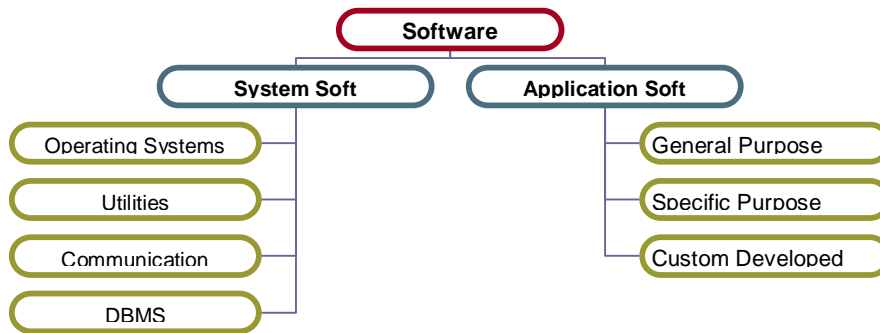 Software
System Soft
Application Soft
Operating Systems
Utilities
Communication
DBMS
General Purpose
Specific Purpose
Custom Developed